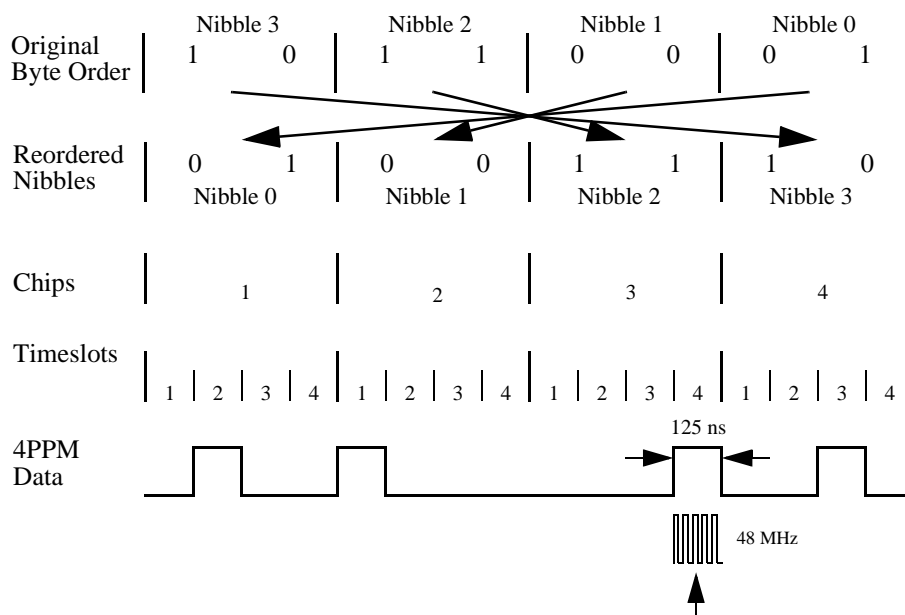 Nibble 3 Nibble 2 Nibble 1 Nibble 0
Original Byte Order 1 0 1 1 0 0 0 1
Reordered Nibbles 0 1 0 0 1 1 1 0
Nibble 0 Nibble 1 Nibble 2 Nibble 3
Chips 1 2 3 4
Timeslots
1 2 3 4 1 2 3 4 1 2 3 4 1 2 3 4
4PPM Data 125 ns
48 MHz